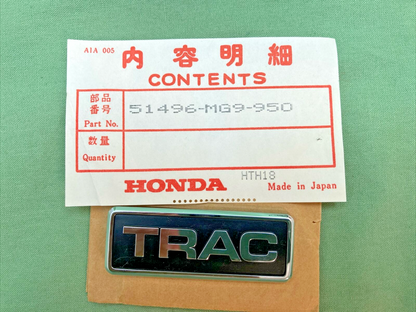 A1A 005
内容明細
CONTENTS
部品
番号
Part No.
51496-MG9-950
数量
Quantity
HONDA
HTH18
Made in Japan
TRAC